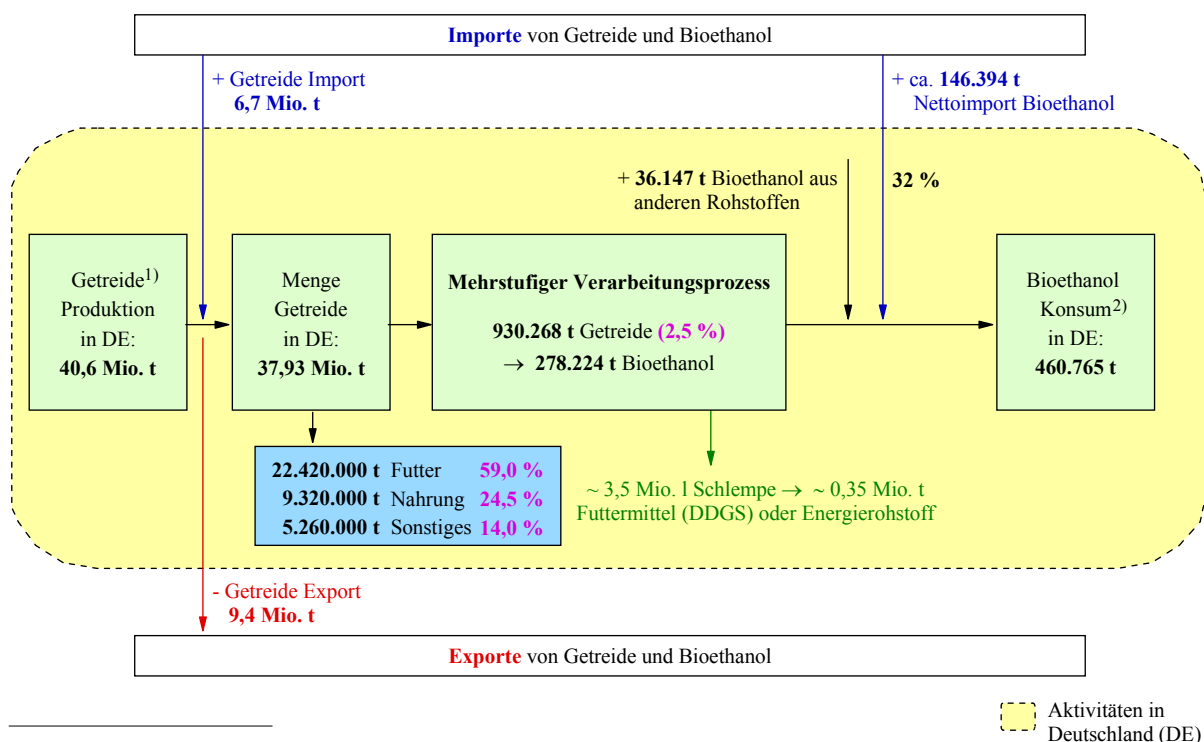 Importe von Getreide und Bioethanol
+ Getreide Import
6,7 Mio. t
+ ca. 146.394 t
Nettoimport Bioethanol
+ 36.147 t Bioethanol aus
anderen Rohstoffen
32 %
Getreide1)
Produktion
in DE:
40,6 Mio. t
Menge
Getreide
in DE:
37,93 Mio. t
Mehrstufiger Verarbeitungsprozess
930.268 t Getreide (2,5 %)
→ 278.224 t Bioethanol
Bioethanol
Konsum2)
in DE:
460.765 t
22.420.000 t Futter 59,0 %
9.320.000 t Nahrung 24,5 %
5.260.000 t Sonstiges 14,0 %
~ 3,5 Mio. l Schlempe → ~ 0,35 Mio. t
Futtermittel (DDGS) oder Energierohstoff
- Getreide Export
9,4 Mio. t
Exporte von Getreide und Bioethanol
Aktivitäten in
Deutschland (DE)